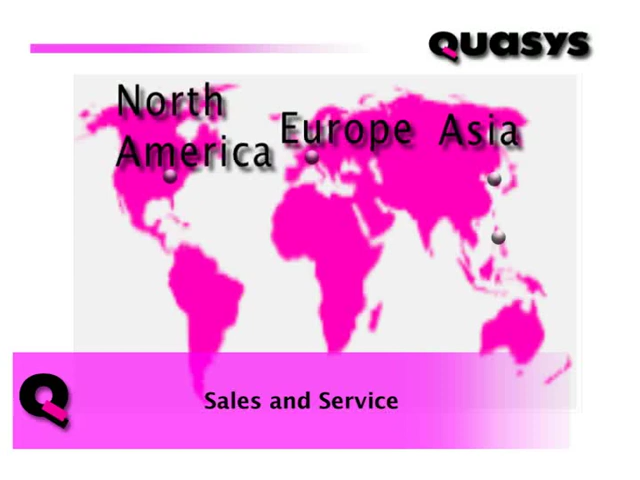 QUASYS
North
America
Europe
Asia
Q
Sales and Service